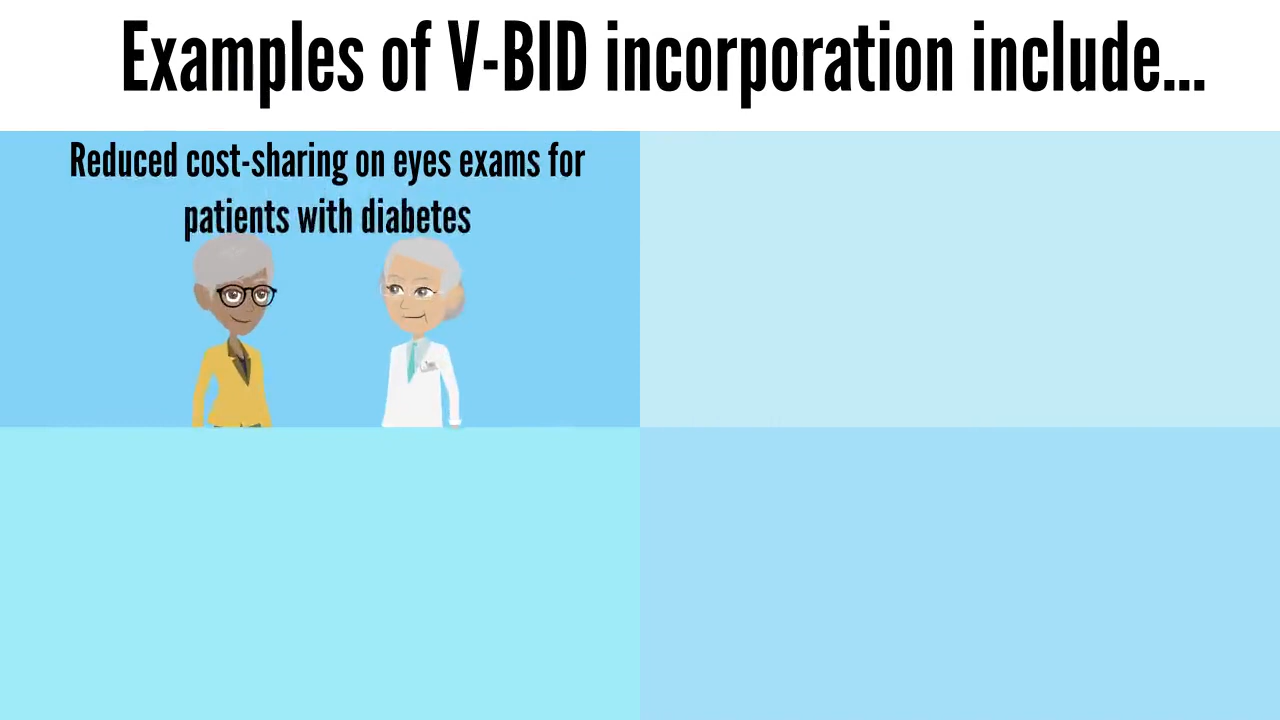 Examples of V-BID incorporation include...
Reduced cost-sharing on eyes exams for
patients with diabetes